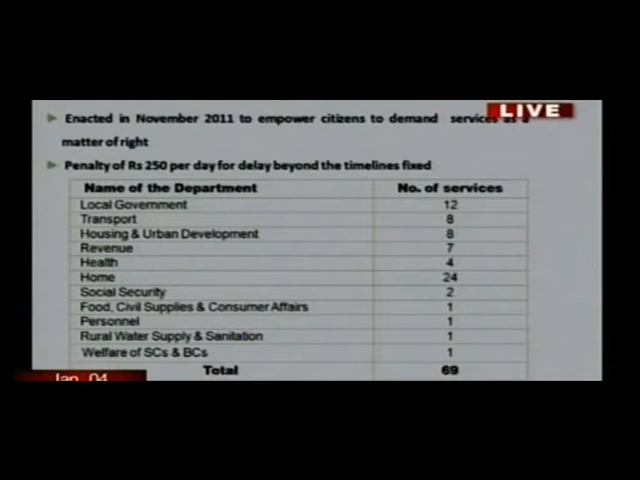 LIVE
Enacted in November 2011 to empower citizens to demand services as a
matter of right
Penalty of Rs 250 per day for delay beyond the timelines fixed
Name of the Department No. of services
Local Government 12
Transport 8
Housing & Urban Development 8
Revenue 7
Health 4
Home 24
Social Security 2
Food, Civil Supplies & Consumer Affairs 1
Personnel 1
Rural Water Supply & Sanitation 1
Welfare of SCs & BCs 1
Total 69
Jan. 04